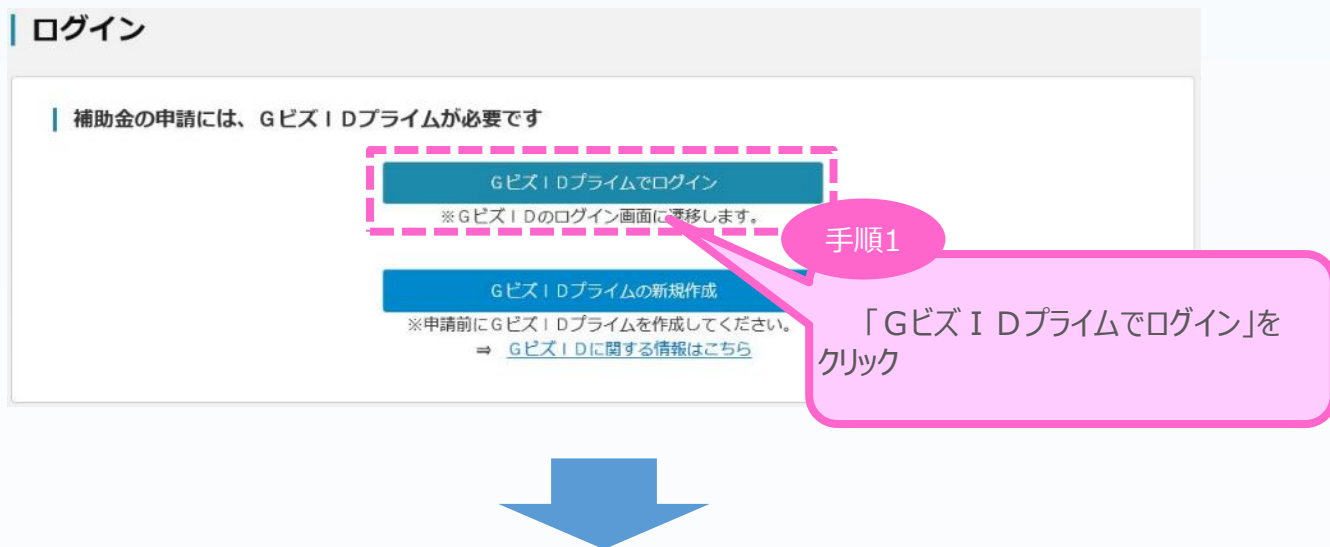 ログイン
補助金の申請には、GビズIDプライムが必要です
GビズIDプライムでログイン
※GビズIDのログイン画面に遷移します。
手順1
「GビズIDプライムでログイン」を
クリック
GビズIDプライムの新規作成
※申請前にGビズIDプライムを作成してください。
⇒ GビズIDに関する情報はこちら